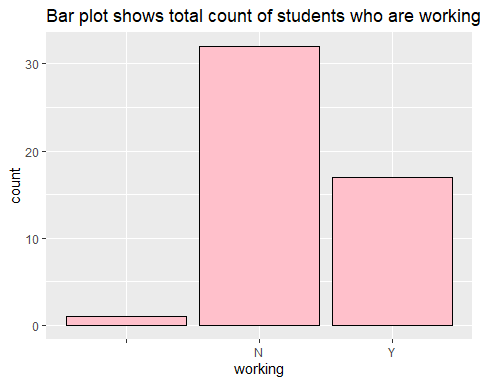 Bar plot shows total count of students who are working
30
20
10
0
count
N
Y
working